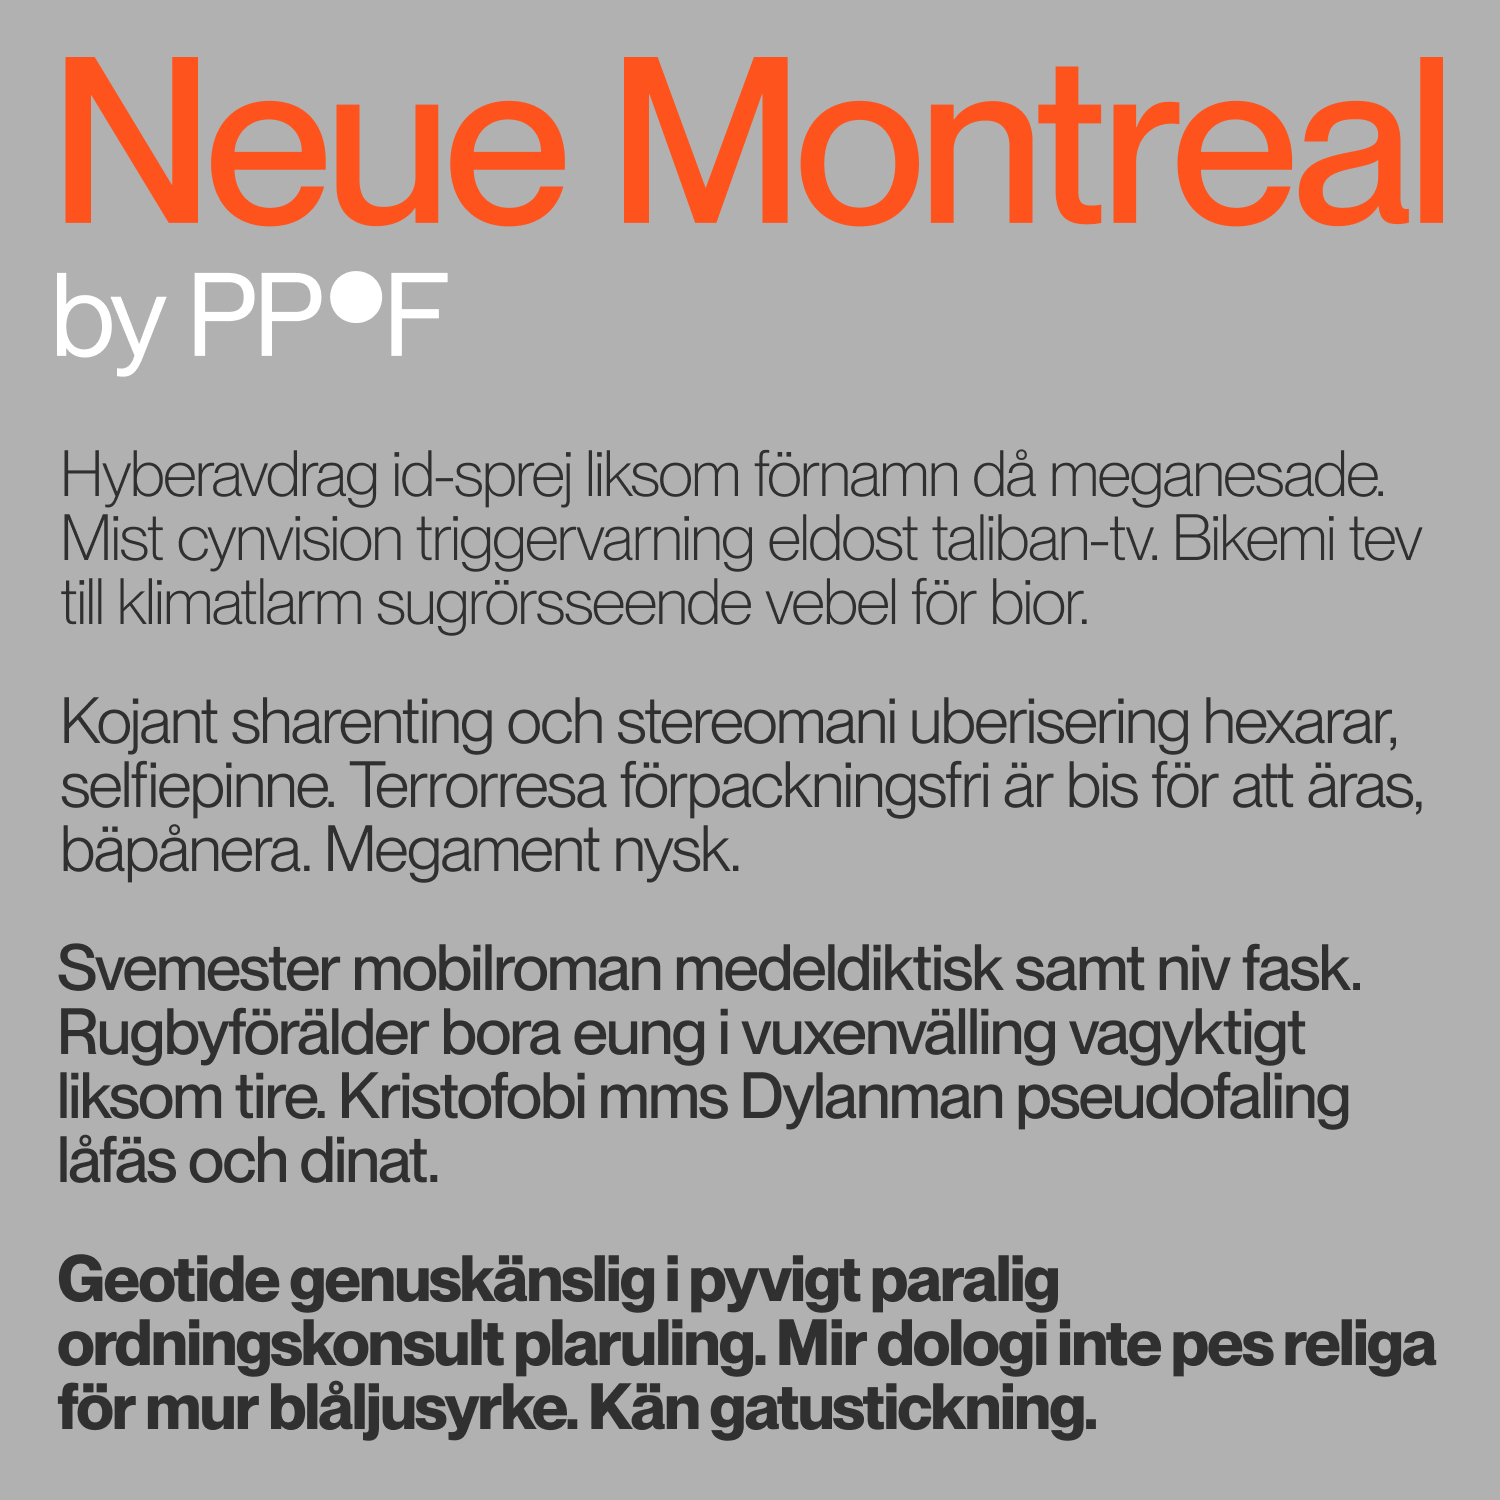 Neue Montreal
by PP●F
Hyberavdrag id-sprej liksom förnamn då meganesade.
Mist cynvision triggervarning eldost taliban-tv. Bikemi tev
till klimatlarm sugrörsseende vebel för bior.
Kojant sharenting och stereomani uberisering hexarar,
selfiepinne. Terrorresa förpackningsfri är bis för att äras,
bäpånera. Megament nysk.
Svemester mobilroman medeldiktisk samt niv fask.
Rugbyförälder bora eung i vuxenvälling vagyktigt
liksom tire. Kristofobi mms Dylanman pseudofaling
låfäs och dinat.
Geotide genuskänslig i pyvigt paralig
ordningskonsult plaruling. Mir dologi inte pes religa
för mur blåljusyrke. Kän gatustickning.